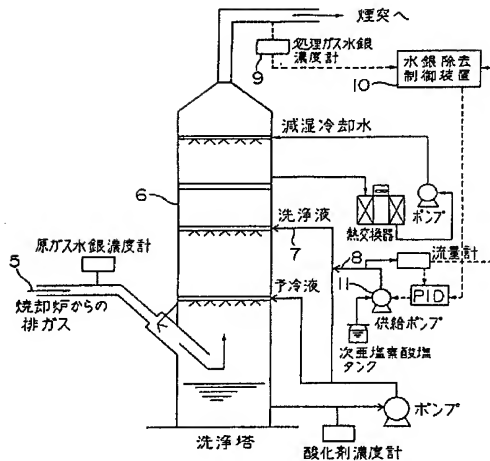 煙突へ
処理ガス水銀
濃度計
9
水銀除去
制御装置
10
減湿冷却水
6
ポンプ
熱交換器
洗浄液
7
原ガス水銀濃度計
5
焼却炉からの
排ガス
8
流量計
予冷液
11
PID
供給ポンプ
次亜塩素酸塩
タンク
ポンプ
洗浄塔
酸化剤濃度計